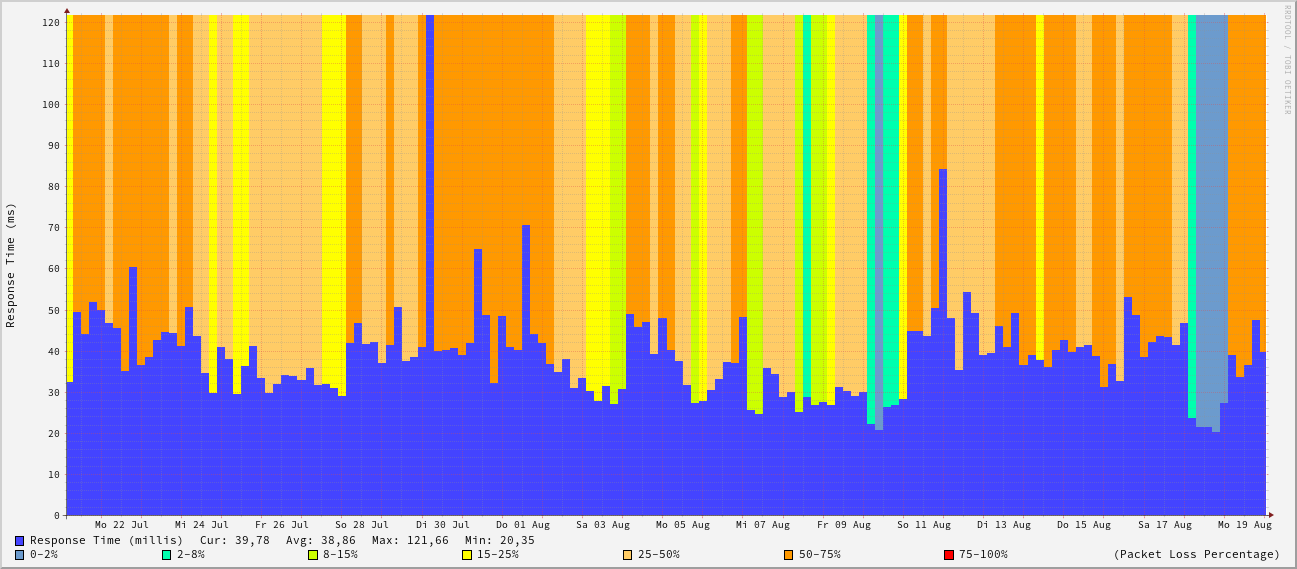 RRDTOOL / TOBI OETIKER
Response Time (ms)
120
110
100
90
80
70
60
50
40
30
20
10
0
Mo 22 Jul Mi 24 Jul Fr 26 Jul So 28 Jul Di 30 Jul Do 01 Aug Sa 03 Aug Mo 05 Aug Mi 07 Aug Fr 09 Aug So 11 Aug Di 13 Aug Do 15 Aug Sa 17 Aug Mo 19 Aug
Response Time (millis) Cur: 39,78 Avg: 38,86 Max: 121,66 Min: 20,35
0-2% 2-8% 8-15% 15-25% 25-50% 50-75% 75-100% (Packet Loss Percentage)